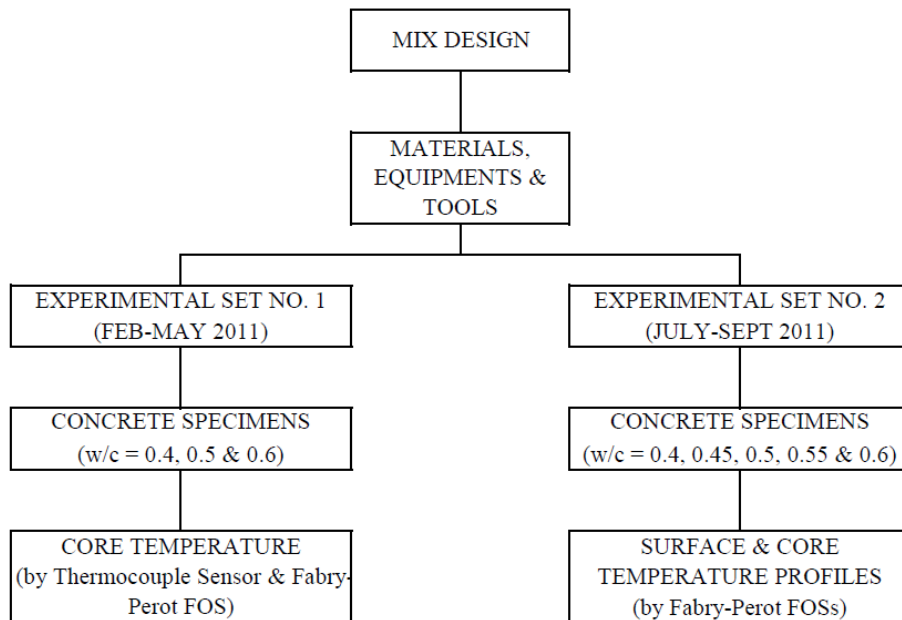 MIX DESIGN
MATERIALS,
EQUIPMENTS &
TOOLS
EXPERIMENTAL SET NO. 1
(FEB-MAY 2011)
EXPERIMENTAL SET NO. 2
(JULY-SEPT 2011)
CONCRETE SPECIMENS
(w/c = 0.4, 0.5 & 0.6)
CONCRETE SPECIMENS
(w/c = 0.4, 0.45, 0.5, 0.55 & 0.6)
CORE TEMPERATURE
(by Thermocouple Sensor & Fabry-
Perot FOS)
SURFACE & CORE
TEMPERATURE PROFILES
(by Fabry-Perot FOSs)